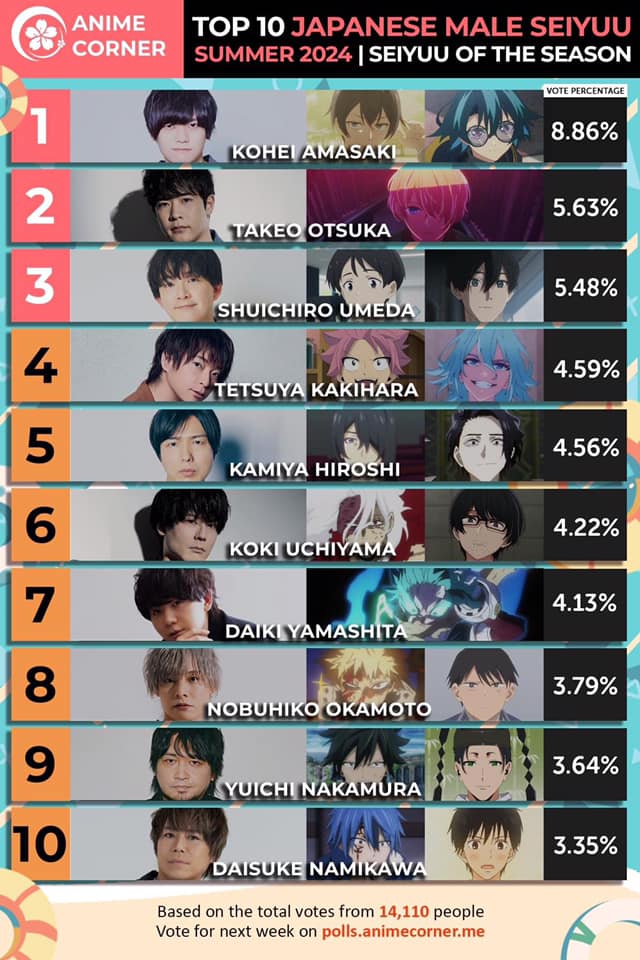 ANIME
CORNER
TOP 10 JAPANESE MALE SEIYUU
SUMMER 2024 | SEIYUU OF THE SEASON
VOTE PERCENTAGE
1
KOHEI AMASAKI
8.86%
2
TAKEO OTSUKA
5.63%
3
SHUICHIRO UMEDA
5.48%
4
TETSUYA KAKIHARA
4.59%
5
KAMIYA HIROSHI
4.56%
6
KOKI UCHIYAMA
4.22%
7
DAIKI YAMASHITA
4.13%
8
NOBUHIKO OKAMOTO
3.79%
9
YUICHI NAKAMURA
3.64%
10
DAISUKE NAMIKAWA
3.35%
Based on the total votes from 14,110 people
Vote for next week on polls.animecorner.me